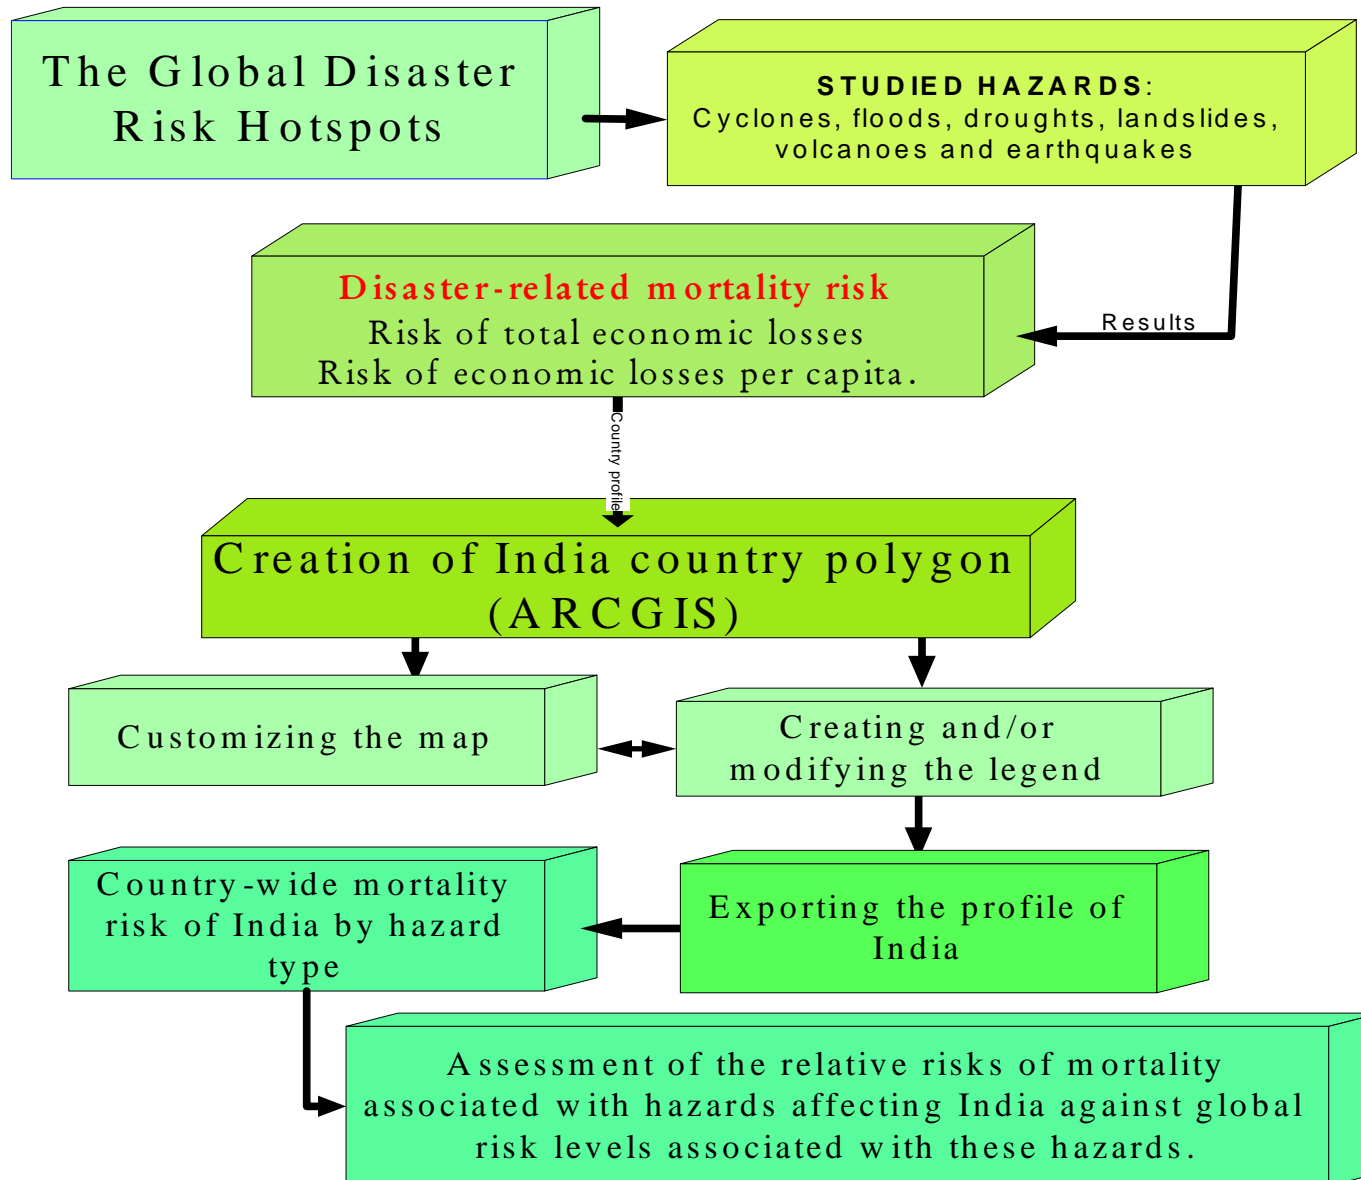 The Global Disaster
Risk Hotspots
STUDIED HAZARDS:
Cyclones, floods, droughts, landslides,
volcanoes and earthquakes
Disaster-related mortality risk
Risk of total economic losses
Risk of economic losses per capita.
Results
Country profile
Creation of India country polygon
(ARCGIS)
Customizing the map
Creating and/or
modifying the legend
Country-wide mortality
risk of India by hazard
type
Exporting the profile of
India
Assessment of the relative risks of mortality
associated with hazards affecting India against global
risk levels associated with these hazards.